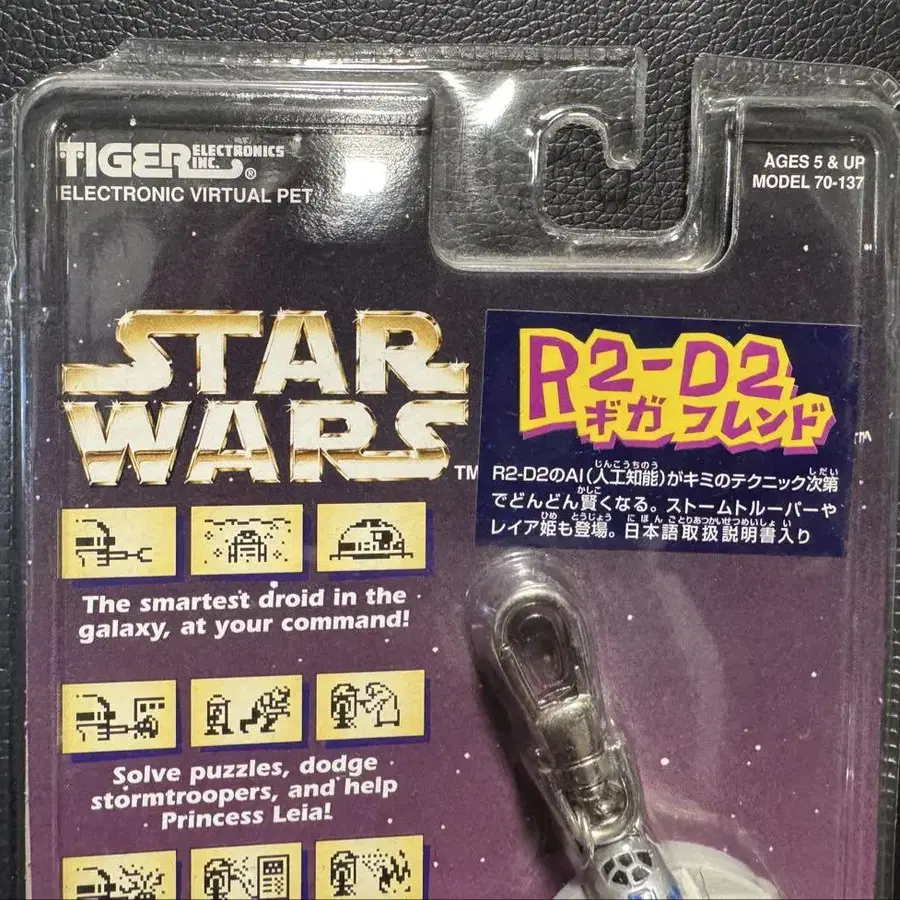 TIGER ELECTRONICS INC.®
ELECTRONIC VIRTUAL PET
AGES 5 & UP
MODEL 70-137
STAR
WARS
TM
R2-D2
ギガ フレンド
TM
じんこうちのう しだい
R2-D2のAI(人工知能)がキミのテクニック次第
かしこ
でどんどん賢くなる。ストームトルーパーや
ひめ とうじょう にほんごとりあつかいせつめいしょい
レイア姫も登場。日本語取扱説明書入り
The smartest droid in the
galaxy, at your command!
Solve puzzles, dodge
stormtroopers, and help
Princess Leia!